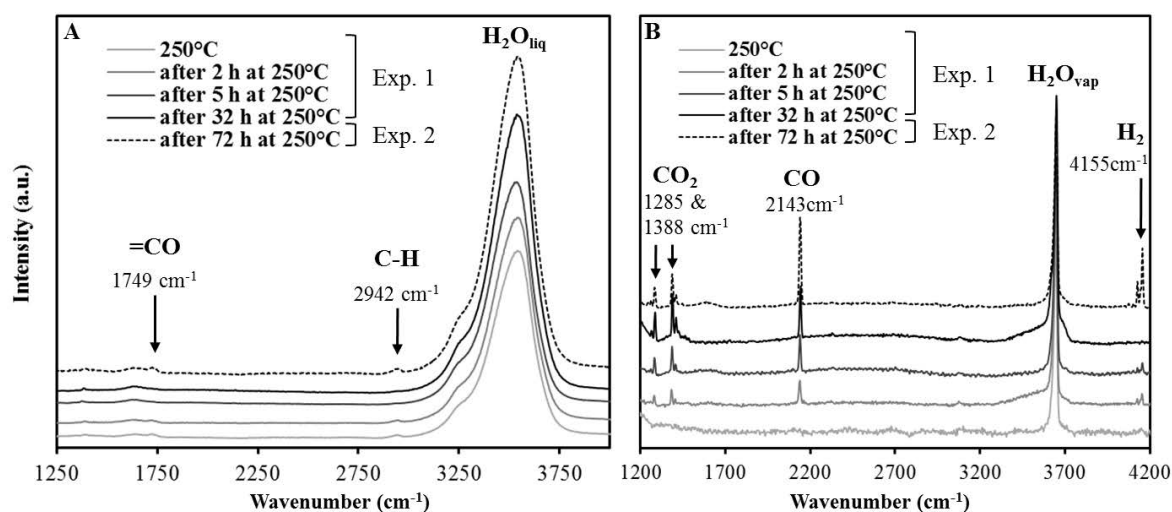 A
250°C
after 2 h at 250°C
after 5 h at 250°C
after 32 h at 250°C
after 72 h at 250°C
Exp. 1
Exp. 2
H₂Oₗᵢq
=CO
1749 cm⁻¹
C-H
2942 cm⁻¹
Intensity (a.u.)
1250 1750 2250 2750 3250 3750
Wavenumber (cm⁻¹)
B
250°C
after 2 h at 250°C
after 5 h at 250°C
after 32 h at 250°C
after 72 h at 250°C
Exp. 1
Exp. 2
H₂Oᵥₐₚ
H₂
4155cm⁻¹
CO₂
1285 &
1388 cm⁻¹
CO
2143cm⁻¹
1200 1700 2200 2700 3200 3700 4200
Wavenumber (cm⁻¹)